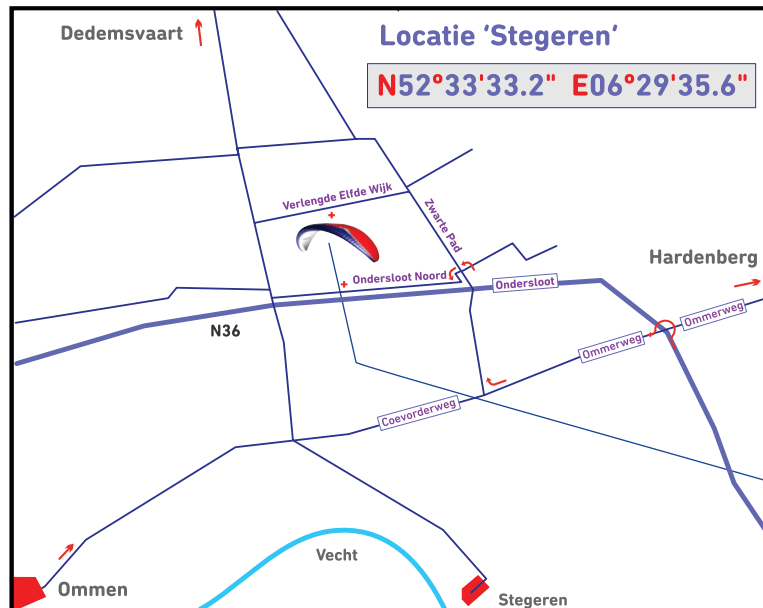 Dedemsvaart
Locatie 'Stegeren'
N52°33'33.2" E06°29'35.6"
Verlengde Elfde Wijk
Zwarte Pad
Ondersloot Noord
Ondersloot
Hardenberg
N36
Ommerweg
Ommerweg
Coevorderweg
Vecht
Ommen
Stegeren